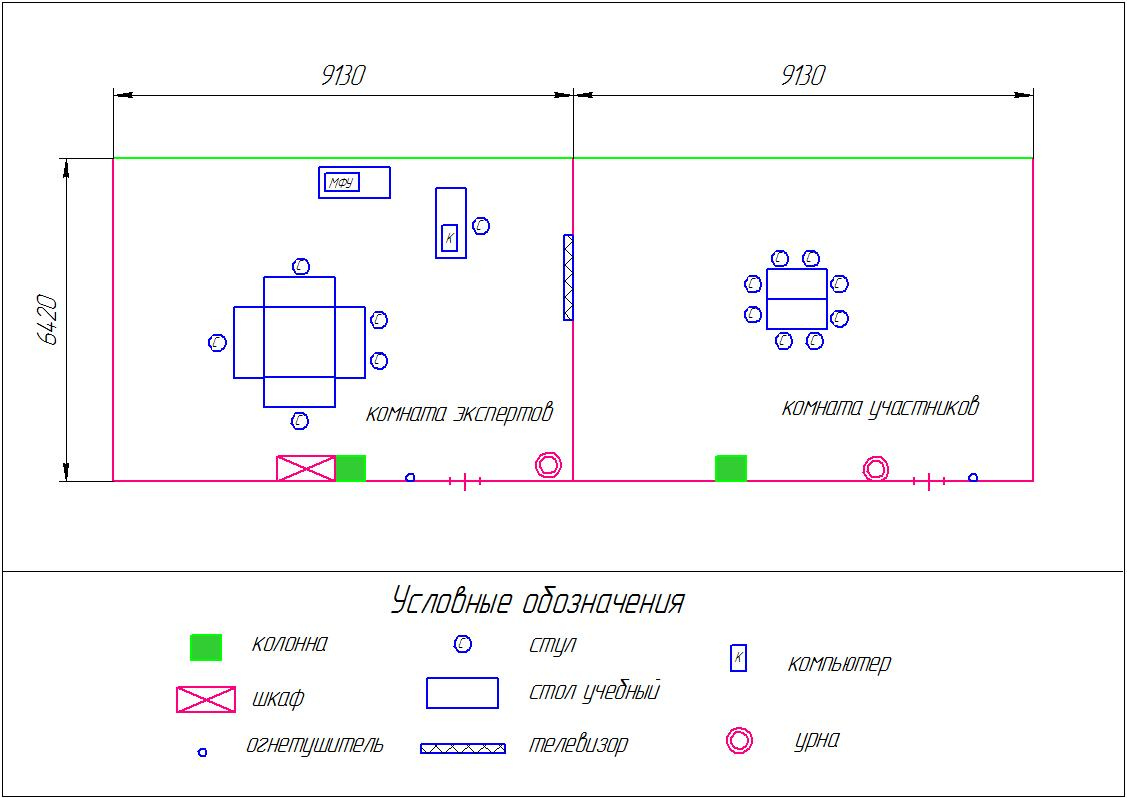 9130
9130
6420
МФУ
К
С
С
С
С
С
С
С
С
С
С
С
С
С
С
комната экспертов
комната участников
Условные обозначения
колонна
С
стул
К
компьютер
шкаф
стол учебный
огнетушитель
телевизор
урна